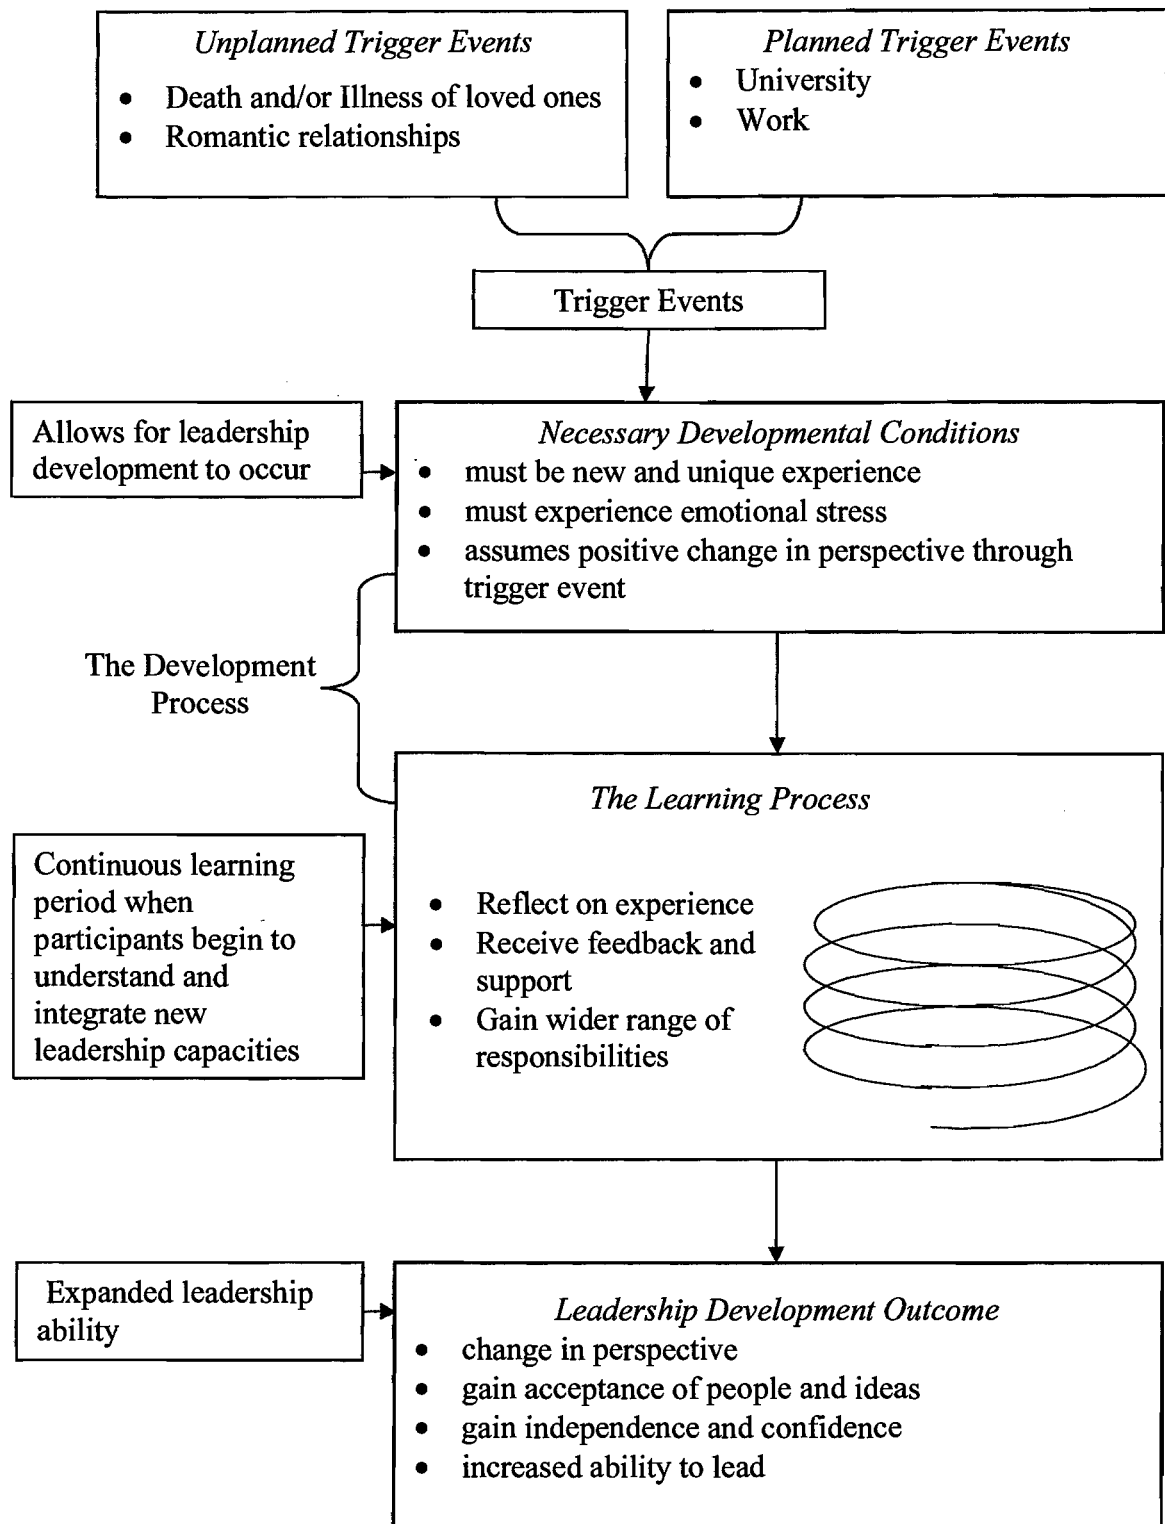 Unplanned Trigger Events
• Death and/or Illness of loved ones
• Romantic relationships
Planned Trigger Events
• University
• Work
Trigger Events
Allows for leadership
development to occur
Necessary Developmental Conditions
• must be new and unique experience
• must experience emotional stress
• assumes positive change in perspective through
trigger event
The Development
Process
The Learning Process
Continuous learning
period when
participants begin to
understand and
integrate new
leadership capacities
• Reflect on experience
• Receive feedback and
support
• Gain wider range of
responsibilities
Expanded leadership
ability
Leadership Development Outcome
• change in perspective
• gain acceptance of people and ideas
• gain independence and confidence
• increased ability to lead